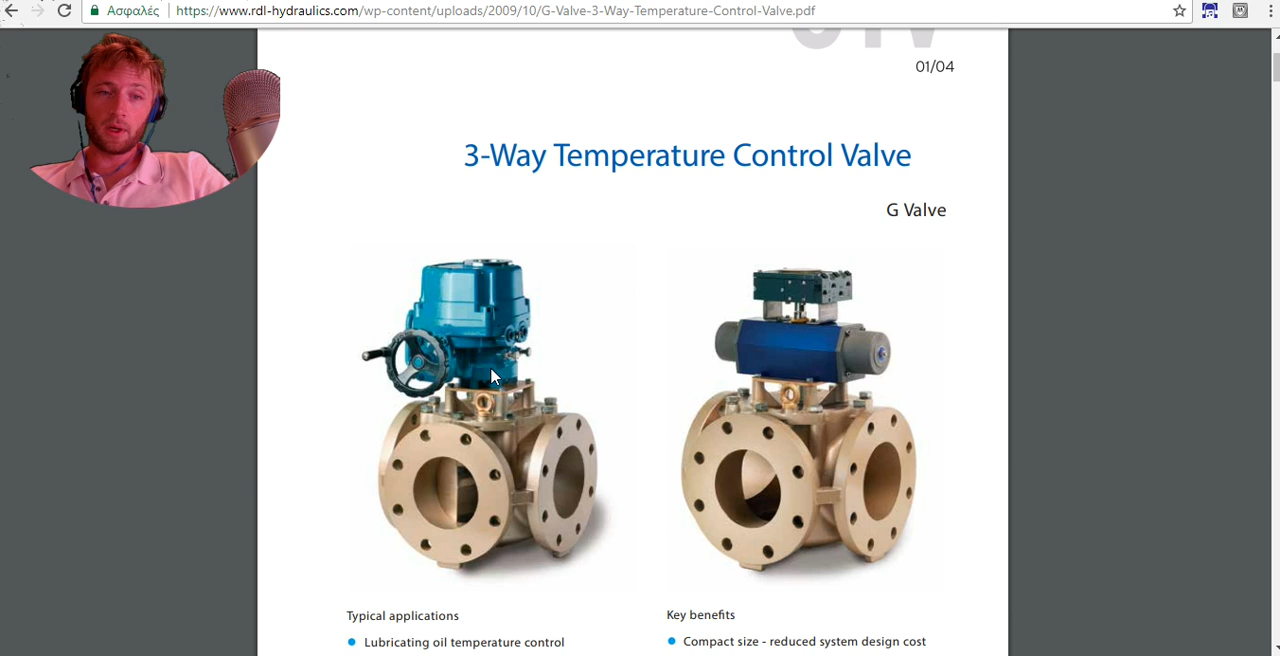 Ασφαλές
https://www.rdl-hydraulics.com/wp-content/uploads/2009/10/G-Valve-3-Way-Temperature-Control-Valve.pdf
01/04
3-Way Temperature Control Valve
G Valve
Typical applications
Lubricating oil temperature control
Key benefits
Compact size - reduced system design cost